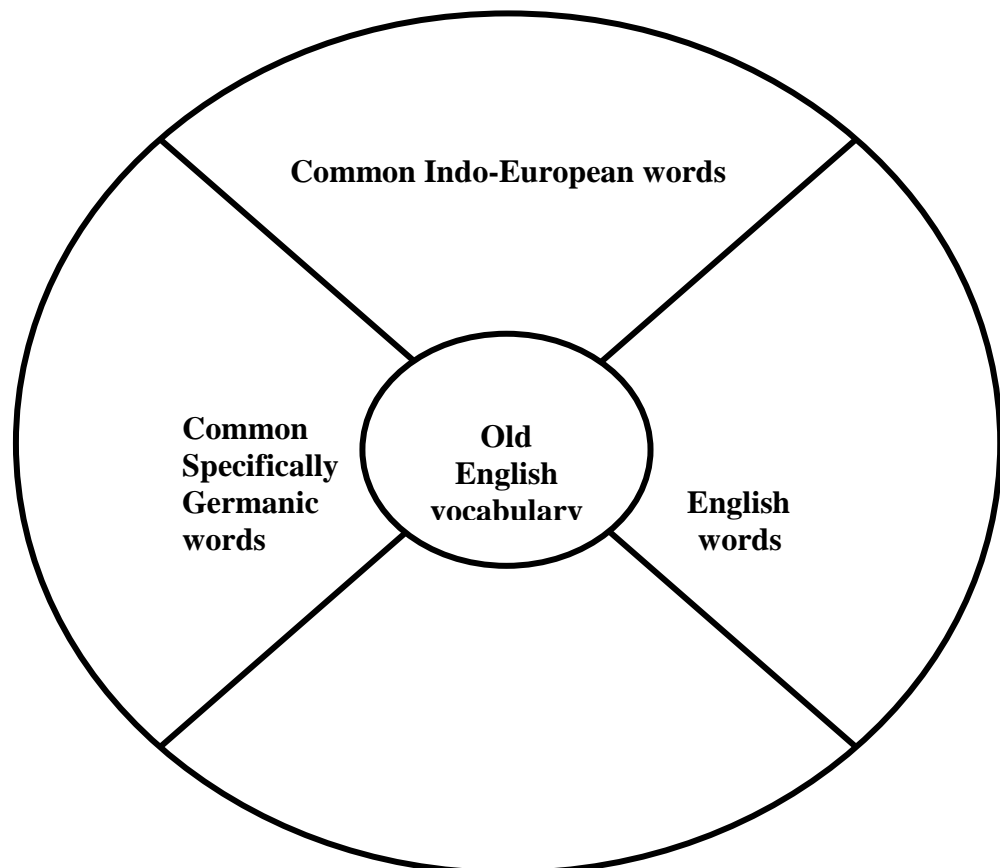 Common Indo-European words
Common
Specifically
Germanic
words
Old
English
vocabulary
English
words